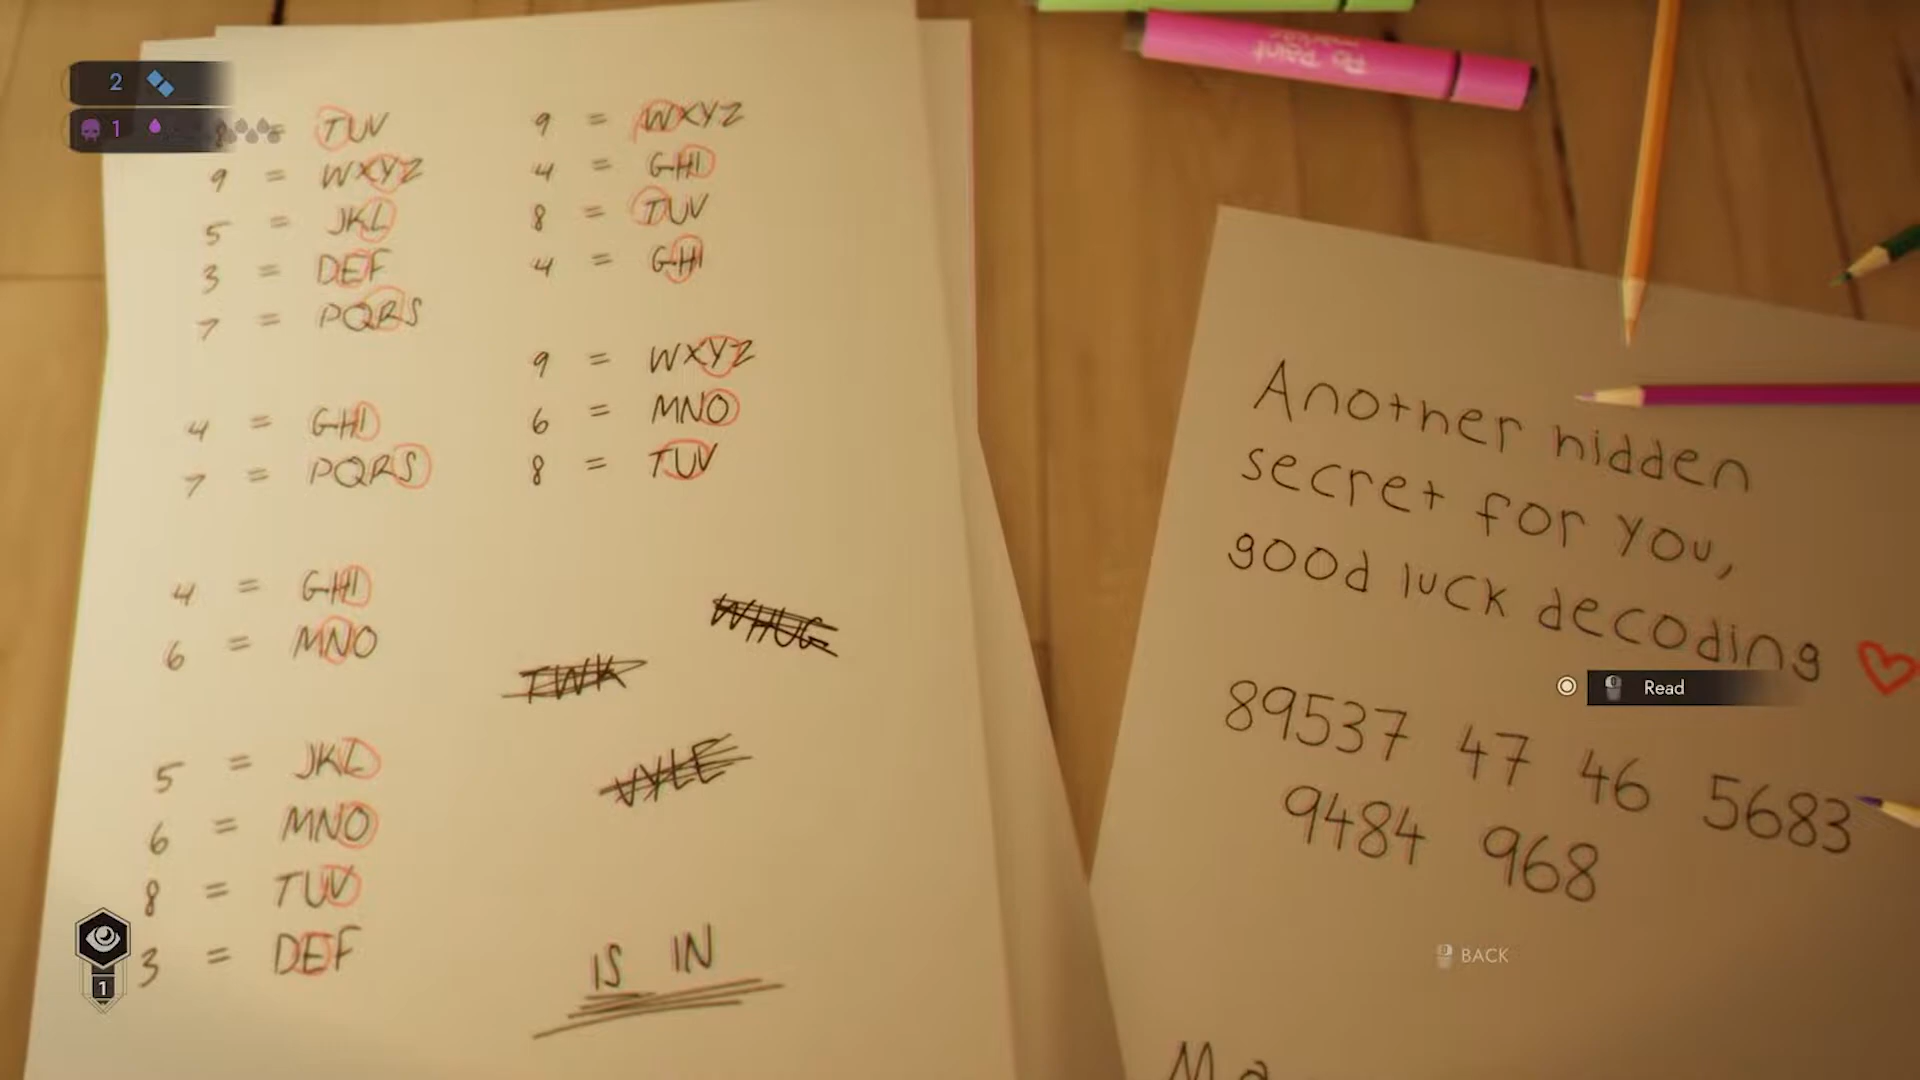 2
1
8 = TUV
9 = WXYZ
5 = JKL
3 = DEF
7 = PQRS
4 = GHI
7 = PQRS
4 = GHI
6 = MNO
5 = JKL
6 = MNO
8 = TUV
3 = DEF
9 = WXYZ
4 = GHI
8 = TUV
4 = GHI
9 = WXYZ
6 = MNO
8 = TUV
WHUG
TWK
VYLE
IS IN
1
Another hidden
secret for you,
good luck decoding
Read
89537 47 46 5683
9484 968
BACK